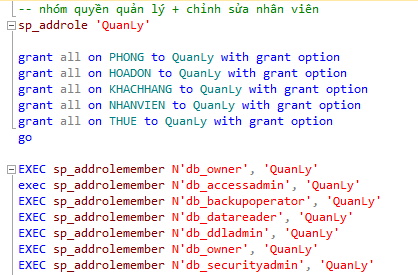 -- nhóm quyền quản lý + chỉnh sửa nhân viên
sp_addrole 'QuanLy'
grant all on PHONG to QuanLy with grant option
grant all on HOADON to QuanLy with grant option
grant all on KHACHHANG to QuanLy with grant option
grant all on NHANVIEN to QuanLy with grant option
grant all on THUE to QuanLy with grant option
go
EXEC sp_addrolemember N'db_owner', 'QuanLy'
exec sp_addrolemember N'db_accessadmin', 'QuanLy'
EXEC sp_addrolemember N'db_backupoperator', 'QuanLy'
EXEC sp_addrolemember N'db_datareader', 'QuanLy'
EXEC sp_addrolemember N'db_ddladmin', 'QuanLy'
EXEC sp_addrolemember N'db_owner', 'QuanLy'
EXEC sp_addrolemember N'db_securityadmin', 'QuanLy'